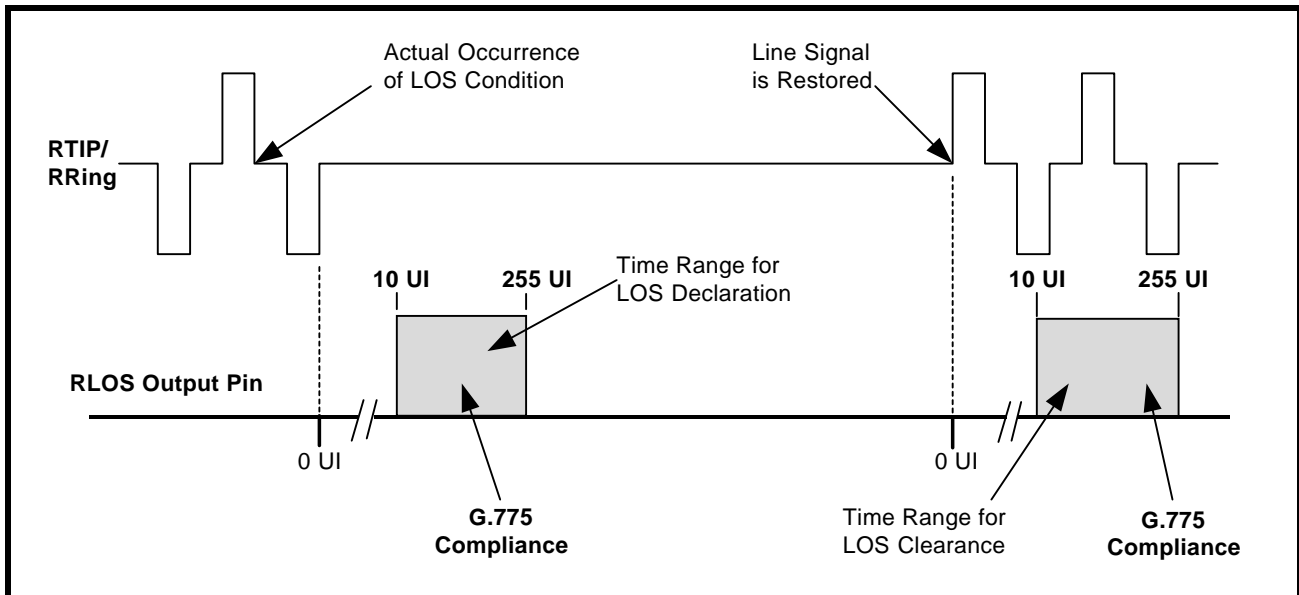 Actual Occurrence
of LOS Condition
Line Signal
is Restored
RTIP/
RRing
10 UI
255 UI
Time Range for
LOS Declaration
10 UI
255 UI
RLOS Output Pin
0 UI
0 UI
G.775
Compliance
Time Range for
LOS Clearance
G.775
Compliance